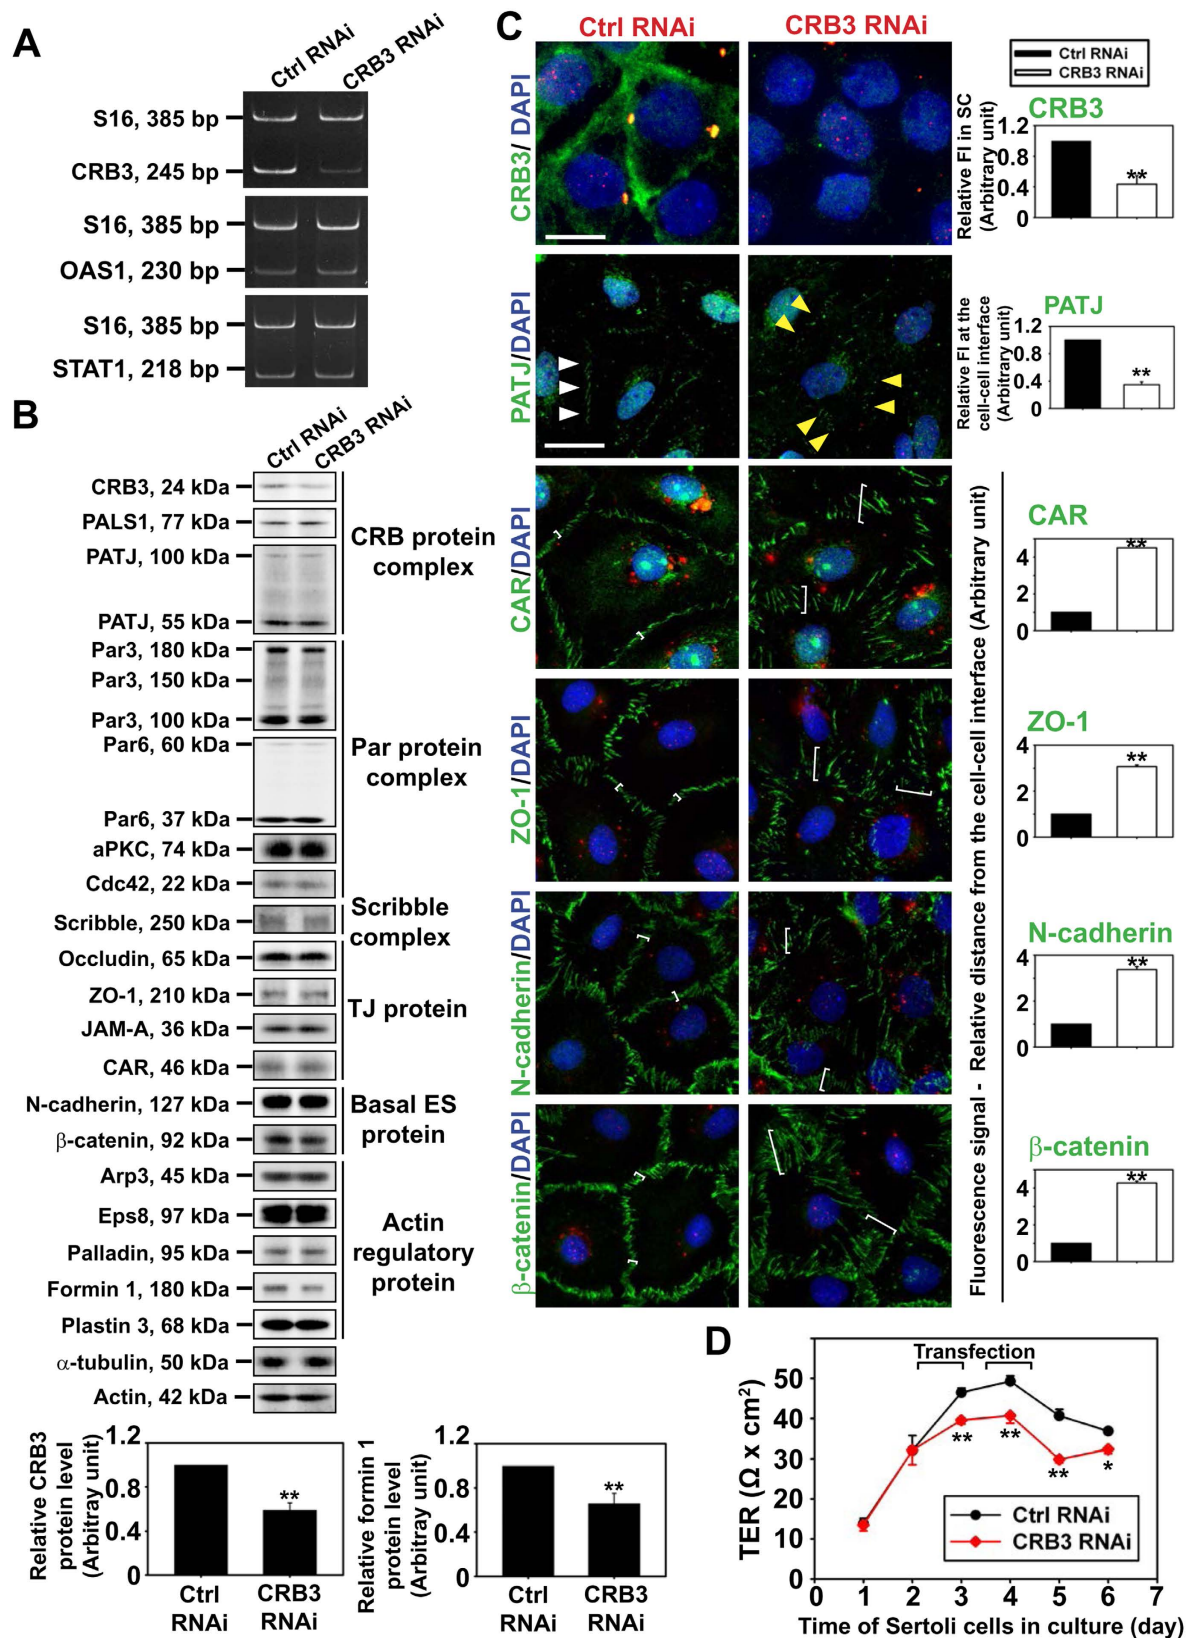 A
Ctrl RNAi
CRB3 RNAi
S16, 385 bp
CRB3, 245 bp
S16, 385 bp
OAS1, 230 bp
S16, 385 bp
STAT1, 218 bp
B
Ctrl RNAi
CRB3 RNAi
CRB3, 24 kDa
PALS1, 77 kDa
PATJ, 100 kDa
PATJ, 55 kDa
CRB protein
complex
Par3, 180 kDa
Par3, 150 kDa
Par3, 100 kDa
Par6, 60 kDa
Par6, 37 kDa
aPKC, 74 kDa
Cdc42, 22 kDa
Par protein
complex
Scribble, 250 kDa
Scribble
complex
Occludin, 65 kDa
ZO-1, 210 kDa
JAM-A, 36 kDa
CAR, 46 kDa
TJ protein
N-cadherin, 127 kDa
β-catenin, 92 kDa
Basal ES
protein
Arp3, 45 kDa
Eps8, 97 kDa
Palladin, 95 kDa
Formin 1, 180 kDa
Plastin 3, 68 kDa
Actin
regulatory
protein
α-tubulin, 50 kDa
Actin, 42 kDa
Relative CRB3
protein level
(Arbitray unit)
1.2
0.8
0.4
0
**
Ctrl
RNAi
CRB3
RNAi
Relative formin 1
protein level
(Arbitray unit)
1.2
0.8
0.4
0
**
Ctrl
RNAi
CRB3
RNAi
C
Ctrl RNAi
CRB3 RNAi
Ctrl RNAi
CRB3 RNAi
CRB3/ DAPI
Relative FI in SC
(Arbitrary unit)
CRB3
1.2
0.8
0.4
0
**
PATJ/DAPI
Relative FI at the
cell-cell interface
(Arbitrary unit)
PATJ
1.2
0.8
0.4
0
**
Fluorescence signal - Relative distance from the cell-cell interface (Arbitrary unit)
CAR/DAPI
CAR
4
2
0
**
ZO-1/DAPI
ZO-1
4
2
0
**
N-cadherin/DAPI
N-cadherin
4
2
0
**
β-catenin/DAPI
β-catenin
4
2
0
**
D
Transfection
TER (Ω x cm²)
50
40
30
20
10
0
**
**
**
*
Ctrl RNAi
CRB3 RNAi
0 1 2 3 4 5 6 7
Time of Sertoli cells in culture (day)